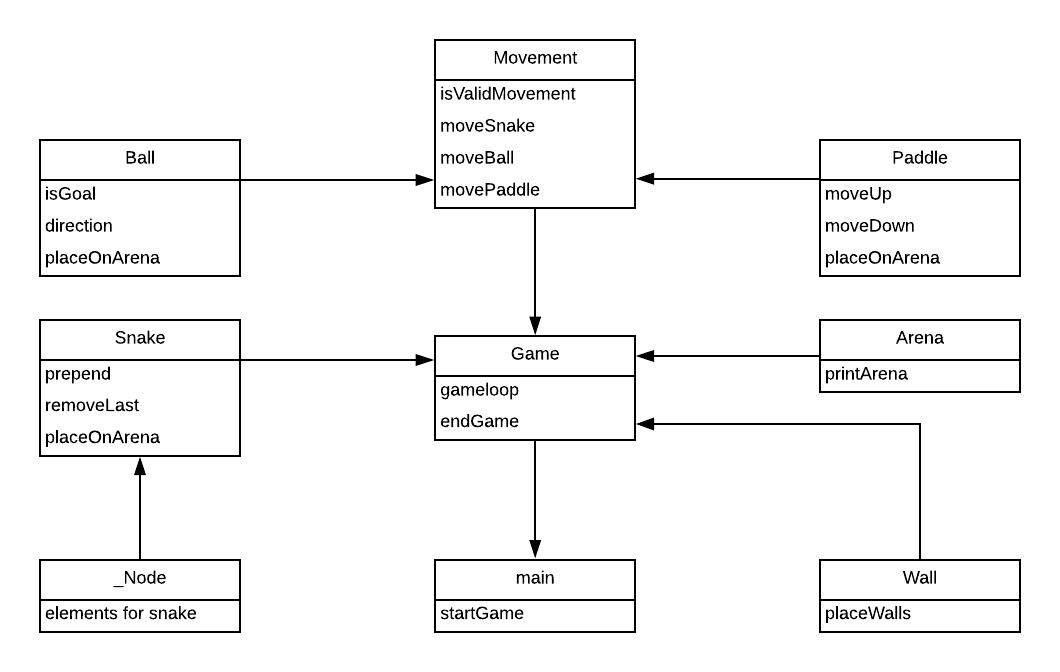 Movement
isValidMovement
moveSnake
moveBall
movePaddle
Ball
isGoal
direction
placeOnArena
Paddle
moveUp
moveDown
placeOnArena
Snake
prepend
removeLast
placeOnArena
Game
gameloop
endGame
Arena
printArena
_Node
elements for snake
main
startGame
Wall
placeWalls